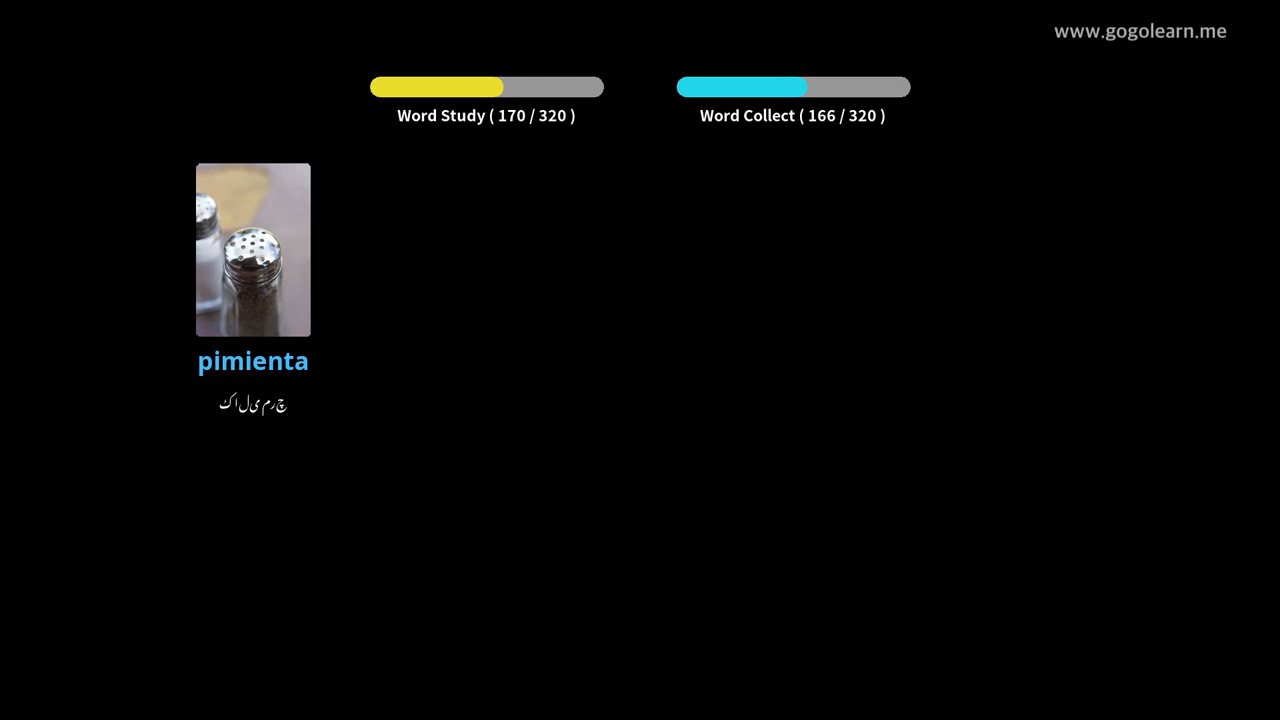 www.gogolearn.me
Word Study ( 170 / 320 )
Word Collect ( 166 / 320 )
pimienta
کالی مرچ